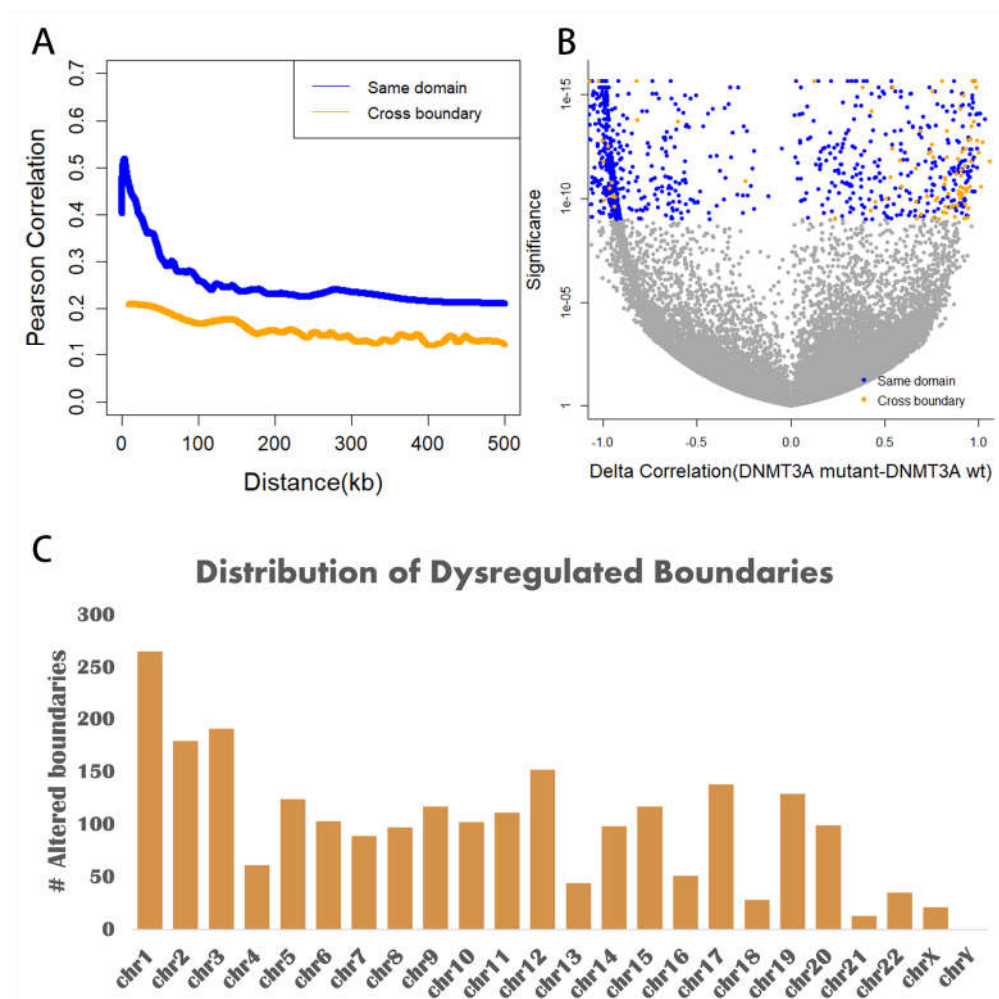 A
Pearson Correlation
0.7
0.6
0.5
0.4
0.3
0.2
0.1
0.0
Same domain
Cross boundary
0 100 200 300 400 500
Distance(kb)
B
Significance
1e-15
1e-10
1e-05
1
Same domain
Cross boundary
-1.0 -0.5 0.0 0.5 1.0
Delta Correlation(DNMT3A mutant-DNMT3A wt)
C
Distribution of Dysregulated Boundaries
# Altered boundaries
300
250
200
150
100
50
0
chr1 chr2 chr3 chr4 chr5 chr6 chr7 chr8 chr9 chr10 chr11 chr12 chr13 chr14 chr15 chr16 chr17 chr18 chr19 chr20 chr21 chr22 chrX chrY